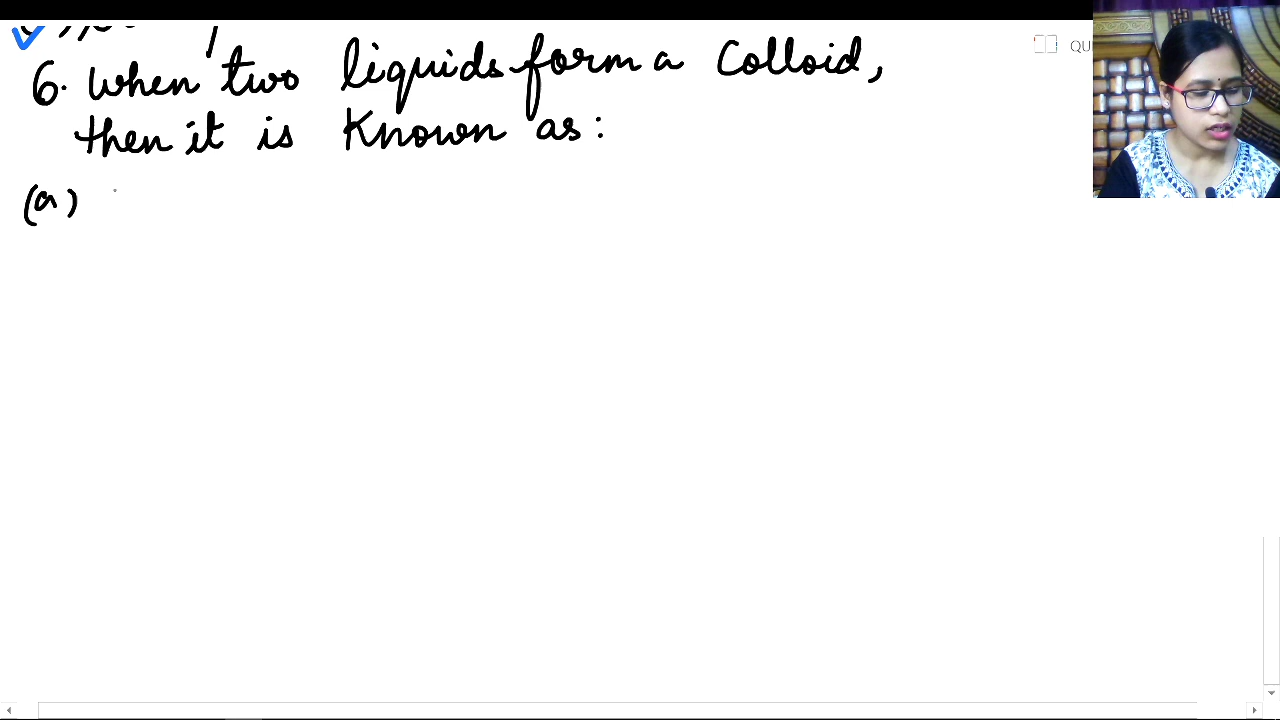 6. When two liquids form a Colloid,
then it is Known as:
(a)